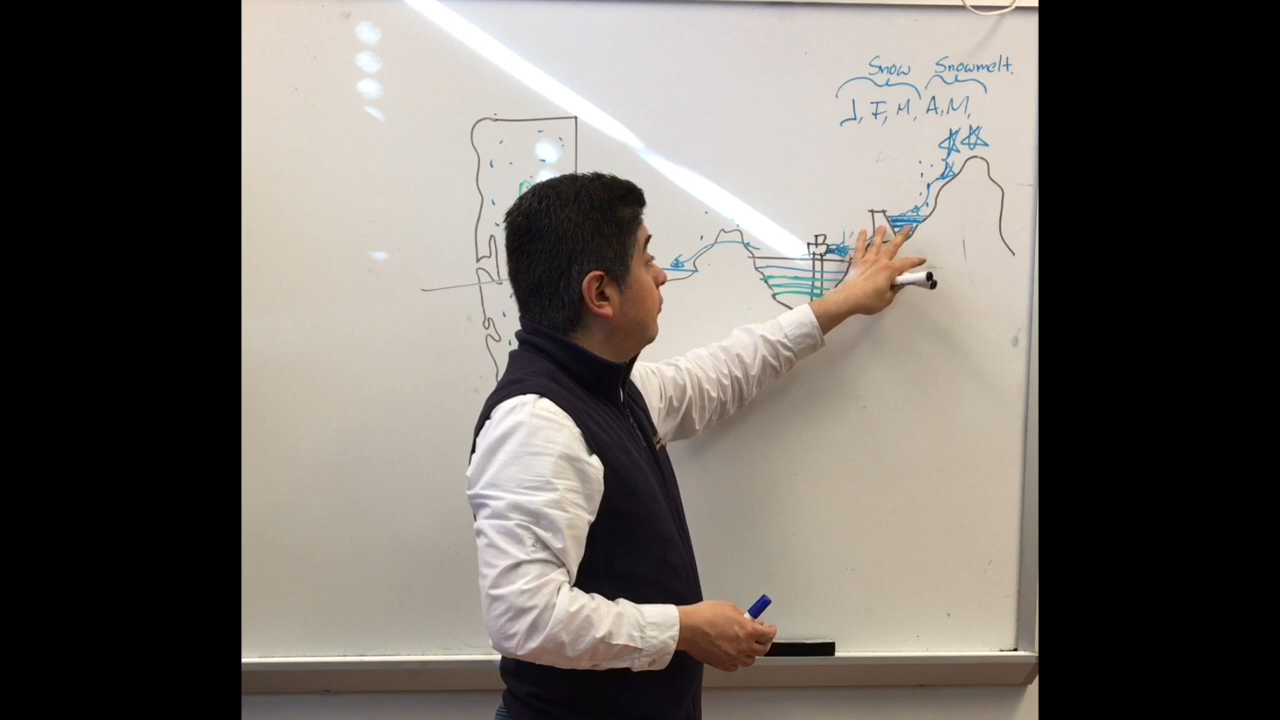 Snow Snowmelt.
J, F, M, A, M,